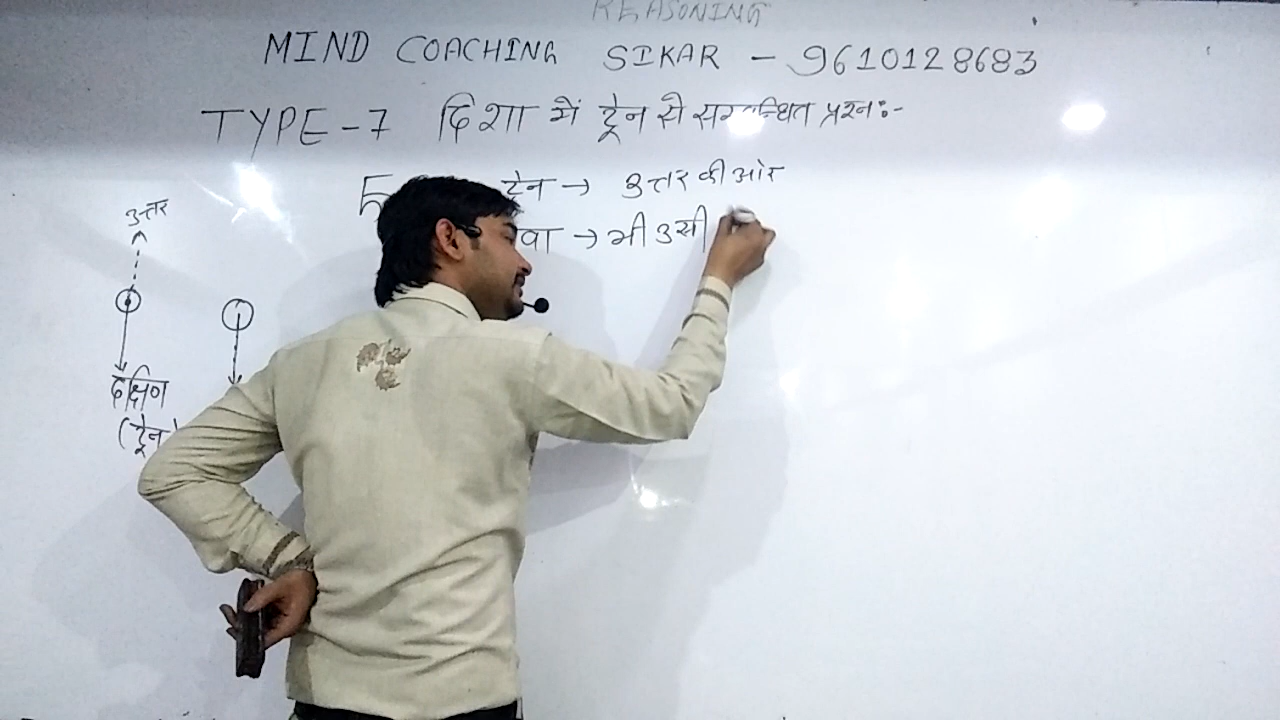 REASONING
MIND COACHING SIKAR - 9610128683
TYPE-7 दिशा में ट्रेन से सम्बन्धित प्रश्न:-
ट्रेन → उत्तर की ओर
वा → भी उसी
उत्तर
दक्षिण
(ट्रेन